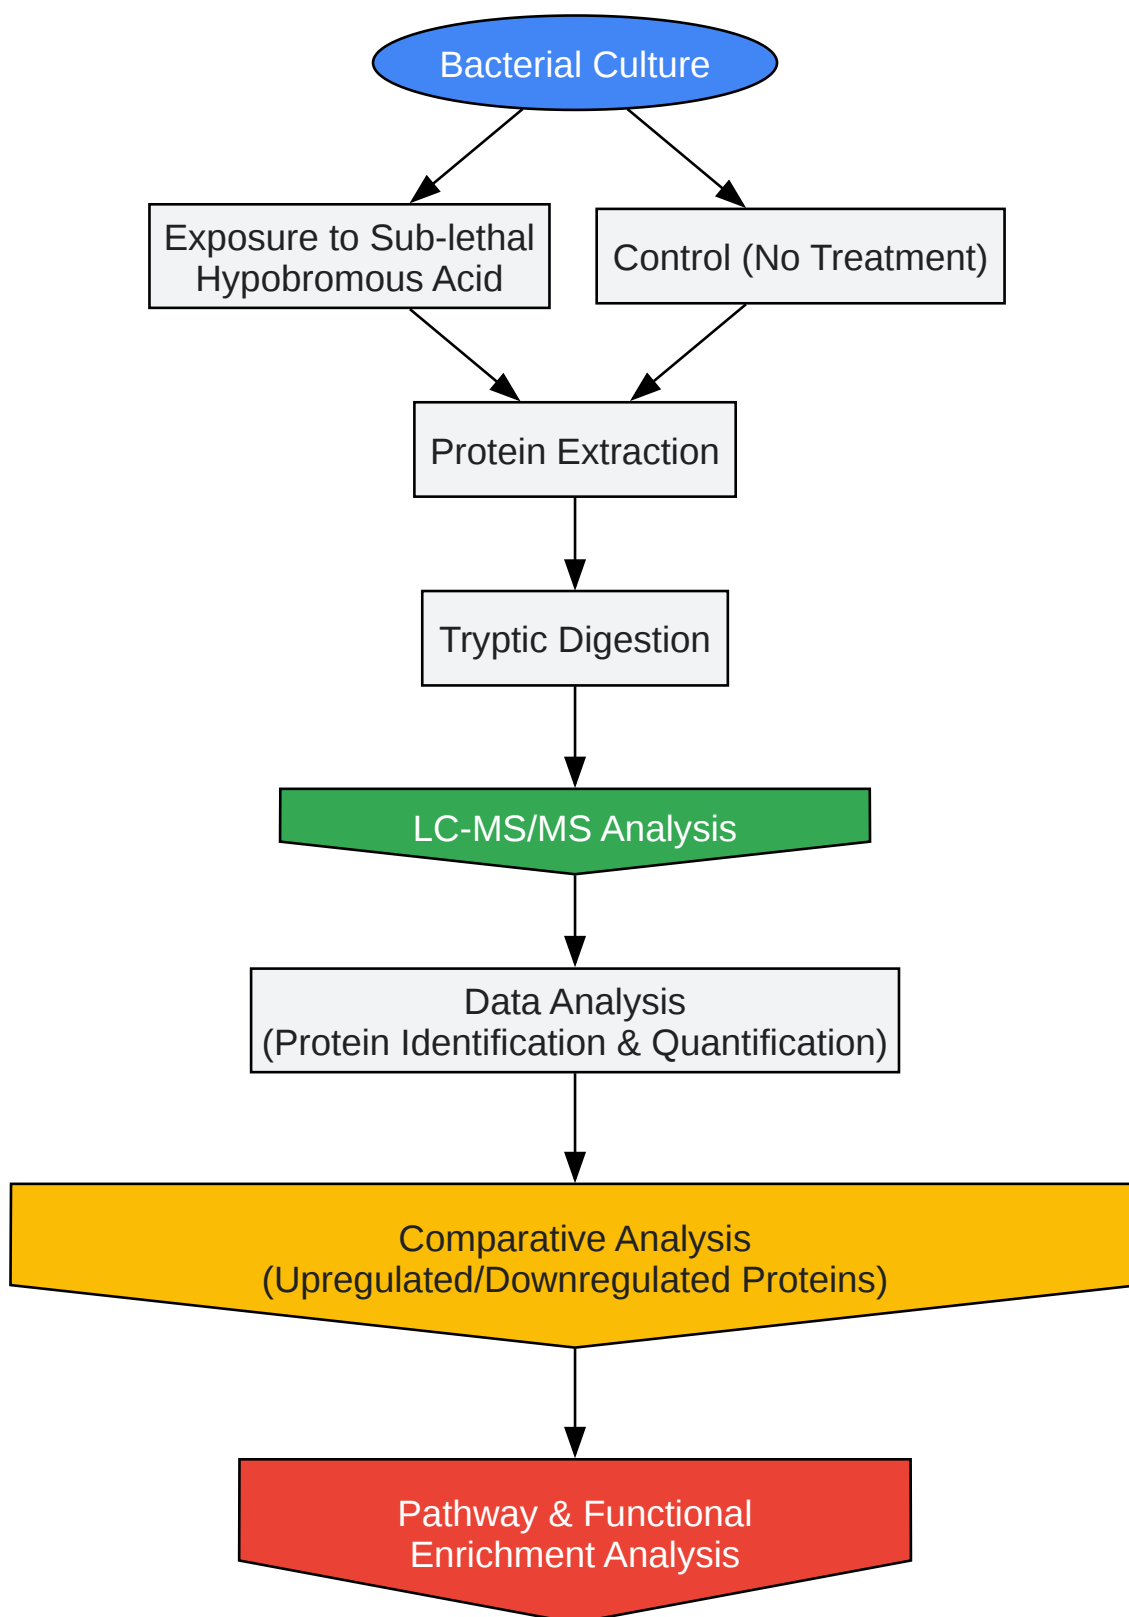 Bacterial Culture
Exposure to Sub-lethal
Hypobromous Acid
Control (No Treatment)
Protein Extraction
Tryptic Digestion
LC-MS/MS Analysis
Data Analysis
(Protein Identification & Quantification)
Comparative Analysis
(Upregulated/Downregulated Proteins)
Pathway & Functional
Enrichment Analysis